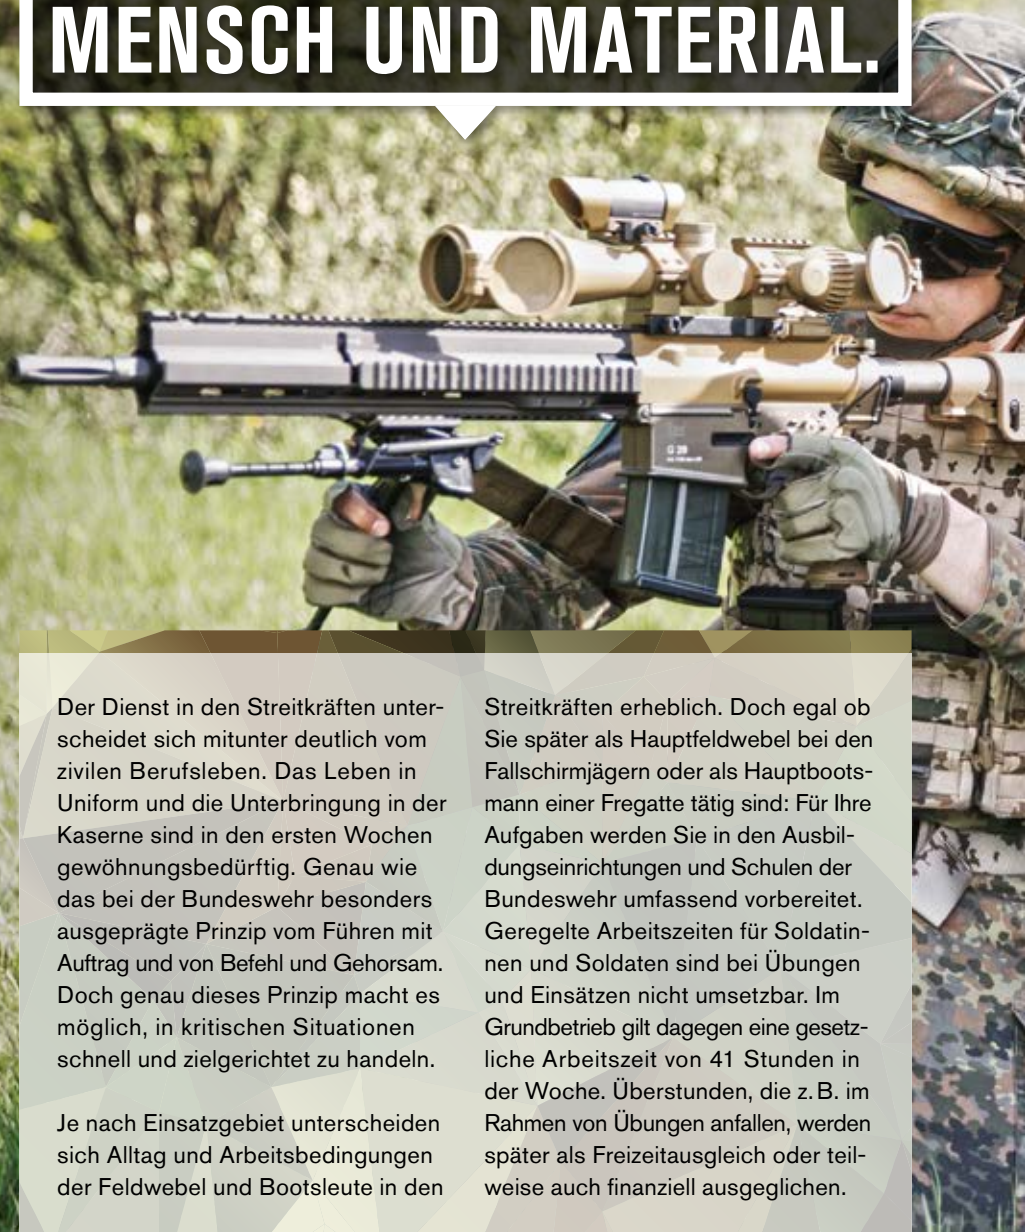 MENSCH UND MATERIAL.
G 28
Der Dienst in den Streitkräften unter-
scheidet sich mitunter deutlich vom
zivilen Berufsleben. Das Leben in
Uniform und die Unterbringung in der
Kaserne sind in den ersten Wochen
gewöhnungsbedürftig. Genau wie
das bei der Bundeswehr besonders
ausgeprägte Prinzip vom Führen mit
Auftrag und von Befehl und Gehorsam.
Doch genau dieses Prinzip macht es
möglich, in kritischen Situationen
schnell und zielgerichtet zu handeln.
Je nach Einsatzgebiet unterscheiden
sich Alltag und Arbeitsbedingungen
der Feldwebel und Bootsleute in den
Streitkräften erheblich. Doch egal ob
Sie später als Hauptfeldwebel bei den
Fallschirmjägern oder als Hauptboots-
mann einer Fregatte tätig sind: Für Ihre
Aufgaben werden Sie in den Ausbil-
dungseinrichtungen und Schulen der
Bundeswehr umfassend vorbereitet.
Geregelte Arbeitszeiten für Soldatin-
nen und Soldaten sind bei Übungen
und Einsätzen nicht umsetzbar. Im
Grundbetrieb gilt dagegen eine gesetz-
liche Arbeitszeit von 41 Stunden in
der Woche. Überstunden, die z. B. im
Rahmen von Übungen anfallen, werden
später als Freizeitausgleich oder teil-
weise auch finanziell ausgeglichen.